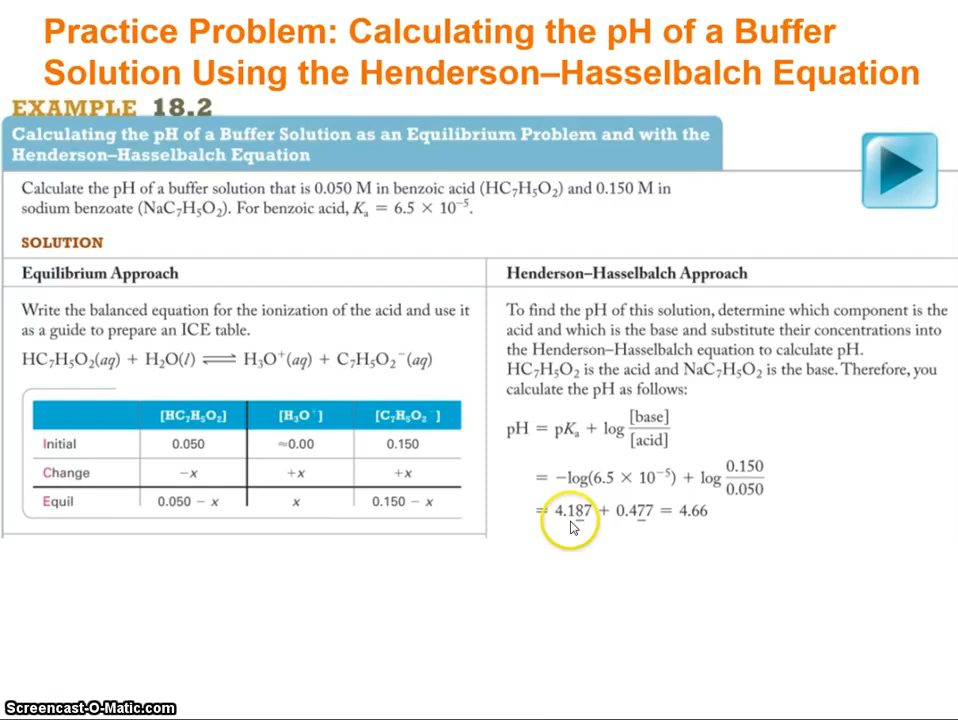 Practice Problem: Calculating the pH of a Buffer
Solution Using the Henderson–Hasselbalch Equation
EXAMPLE 18.2
Calculating the pH of a Buffer Solution as an Equilibrium Problem and with the
Henderson–Hasselbalch Equation
Calculate the pH of a buffer solution that is 0.050 M in benzoic acid (HC₇H₅O₂) and 0.150 M in
sodium benzoate (NaC₇H₅O₂). For benzoic acid, Kₐ = 6.5 × 10⁻⁵.
SOLUTION
Equilibrium Approach
Write the balanced equation for the ionization of the acid and use it
as a guide to prepare an ICE table.
HC₇H₅O₂(aq) + H₂O(l) ⇌ H₃O⁺(aq) + C₇H₅O₂⁻(aq)
[HC₇H₅O₂] [H₃O⁺] [C₇H₅O₂⁻]
Initial 0.050 ≈0.00 0.150
Change −x +x +x
Equil 0.050 − x x 0.150 − x
Henderson–Hasselbalch Approach
To find the pH of this solution, determine which component is the
acid and which is the base and substitute their concentrations into
the Henderson–Hasselbalch equation to calculate pH.
HC₇H₅O₂ is the acid and NaC₇H₅O₂ is the base. Therefore, you
calculate the pH as follows:
pH = pKₐ + log [base]/[acid]
= −log(6.5 × 10⁻⁵) + log 0.150/0.050
= 4.187 + 0.477 = 4.66
Screencast-O-Matic.com